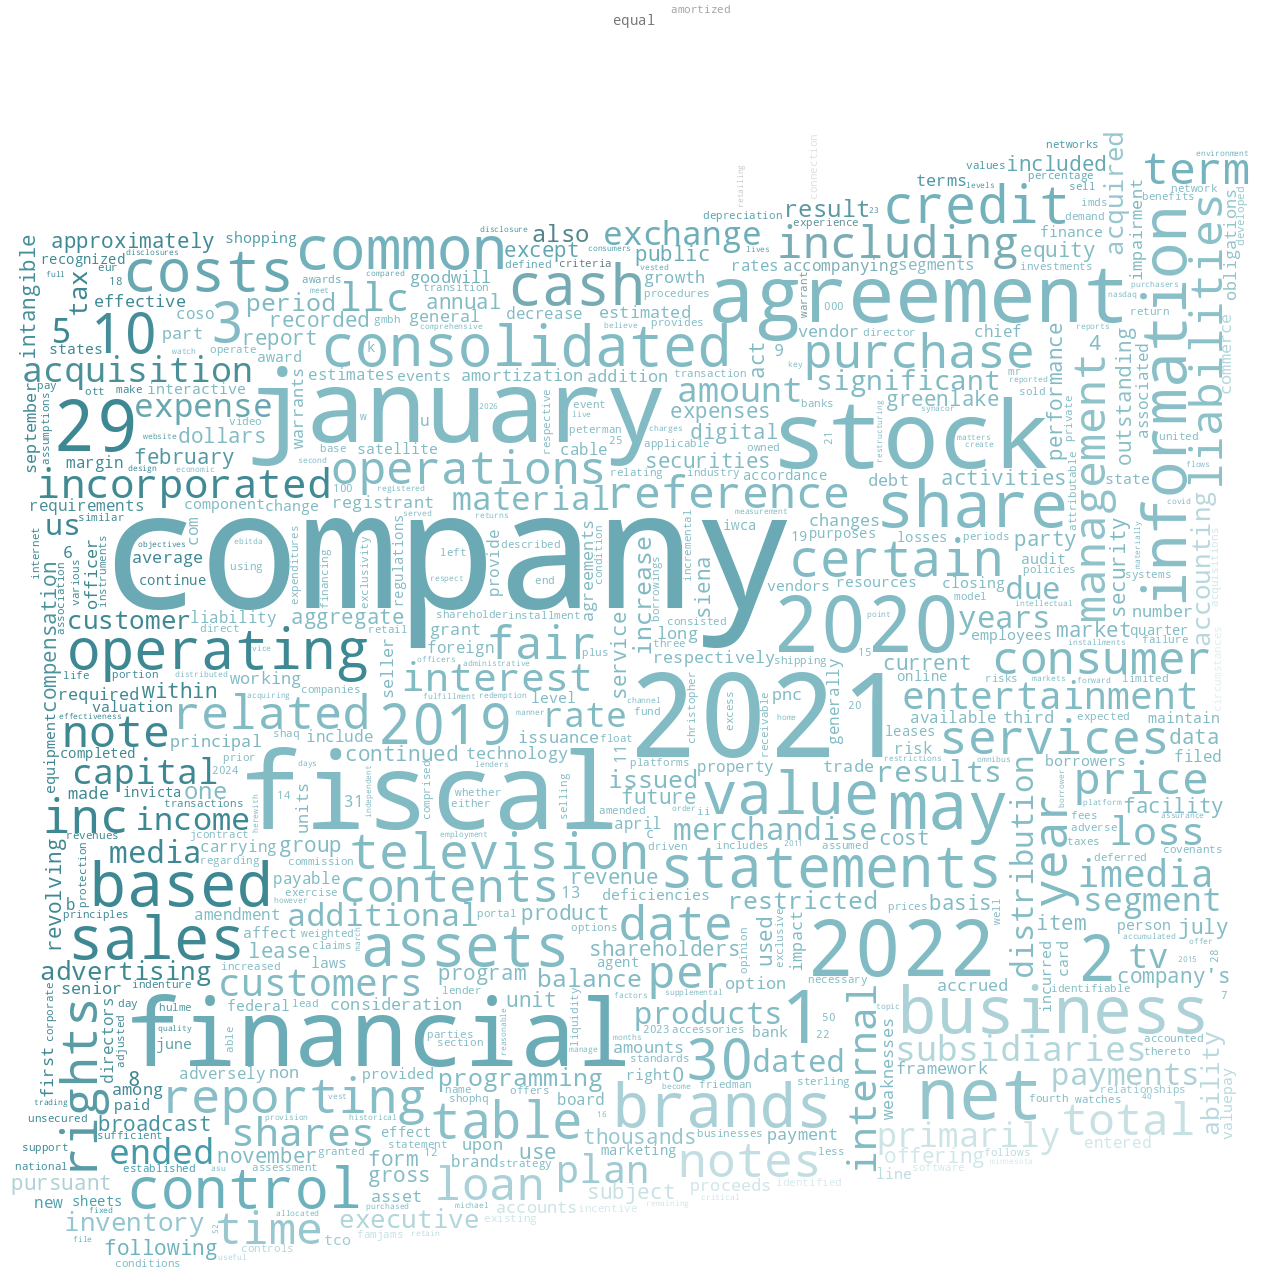 amortized
equal
networks
environment
values
included
term
acquired
connection
retailing
terms
levels
percentage
sell
network
benefits
result
23
credit
imds
depreciation
experience
demand
finance
impairment
developed
disclosure
also
exchange
including
equity
obligations
approximately
shopping
common
except
public
consumers
lives
recognized
disclosures
costs
cash
defined
criteria
rates
accompanying
segments
investments
information
liabilities
intangible
full
18
eur
tax
awards
compared
vested
goodwill
growth
agreement
purchasers
effective
period
llc
annual
transition
procedures
warrant
000
nasdaq
return
5
10
coso
3
recorded
gmbh
general
decrease
estimated
provides
vendor
director
chief
reports
commerce
states
part
report
consolidated
act
9
purchase
performance
4
outstanding
associated
acquisition
watch
operate
award
k
comprehensive
believe
transaction
key
mr
reported
september
pay
ott
make
interactive
estimates
events
amortization
addition
amount
banks
significant
sold
private
29
expense
january
w
2026
event
live
respective
peterman
expenses
charges
synacor
greenlake
management
assumptions
website
video
warrants
u
digital
stock
21
restructuring
matters
create
attributable
united
dollars
base
satellite
cable
25
applicable
owned
margin
february
design
economic
second
operations
securities
relating
industry
accordance
debt
activities
state
flows
incorporated
100
registered
requirements
component
change
registrant
material
reference
share
covid
us
similar
com
served
returns
measurement
iwca
changes
purposes
19
losses
periods
party
security
accounting
acquisitions
internet
6
officer
average
objectives
ebitda
company
left
described
condition
increase
incremental
certain
audit
policies
systems
materially
various
instruments
continue
using
expenditures
financing
exclusivity
regulations
respect
provide
end
agreements
borrowings
siena
vendors
resources
closing
model
due
intellectual
association
compensation
customer
liability
aggregate
shareholder
installment
service
2020
point
years
number
direct
retail
grant
fair
plus
long
three
employees
market
quarter
failure
operating
vice
seller
foreign
officers
administrative
consisted
respectively
shipping
15
current
consumer
installments
circumstances
life
portion
distributed
working
companies
interest
online
risks
markets
forward
limited
required
within
acquiring
fulfillment
redemption
level
channel
christopher
excess
pnc
home
generally
20
entertainment
valuation
related
include
2019
manner
rate
fund
2021
receivable
available
third
expected
maintain
note
effectiveness
shaq
issuance
float
leases
services
data
equipment
completed
principal
prior
continued
technology
11
platforms
property
trade
risk
restrictions
omnibus
borrowers
filed
capital
2024
days
lenders
issued
results
made
invicta
one
fiscal
whether
either
selling
future
value
may
price
facility
inc
income
transactions
herewith
14
units
31
independent
comprised
amended
order
ii
borrower
platform
fees
revenues
jcontract
employment
april
c
merchandise
cost
year
adverse
assurance
loss
media
carrying
group
television
driven
includes
2011
assumed
taxes
covenants
revolving
protection
regarding
commission
payable
revenue
statements
distribution
deferred
imedia
based
exercise
however
contents
13
deficiencies
restricted
basis
segment
b
principles
amendment
weighted
additional
portal
product
options
date
prices
well
item
person
july
sales
affect
claims
march
shareholders
used
opinion
exclusive
impact
2022
2
tv
accumulated
offer
lease
laws
agent
increased
assets
balance
per
option
necessary
incurred
card
2015
28
advertising
senior
indenture
customers
program
lender
supplemental
accrued
identifiable
company's
7
corporate
day
hulme
federal
lead
consideration
unit
factors
products
1
50
topic
business
rights
directors
adjusted
quality
able
financial
parties
section
reasonable
liquidity
manage
months
2023
accessories
bank
22
internal
weaknesses
subsidiaries
accounted
thereto
first
june
amounts
standards
30
dated
framework
payments
ability
8
adversely
non
provided
programming
right
0
become
friedman
sterling
net
relationships
among
reporting
name
offers
fourth
watches
40
valuepay
trading
paid
provision
vest
historical
shophq
board
brands
total
unsecured
broadcast
shares
effect
table
16
thousands
businesses
payment
primarily
entered
sufficient
support
ended
november
granted
statement
12
upon
use
marketing
less
offering
follows
minnesota
national
established
asu
assessment
form
brand
strategy
notes
identified
software
line
pursuant
control
gross
loan
plan
subject
proceeds
new
sheets
asset
purchased
michael
accounts
incentive
remaining
critical
fixed
inventory
time
allocated
executive
existing
52
file
following
controls
tco
famjams
retain
conditions
useful